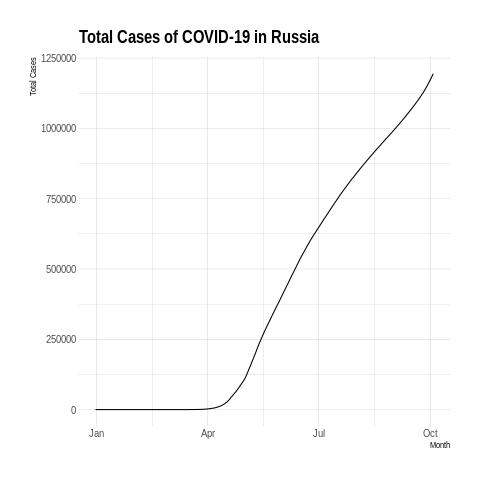 Total Cases of COVID-19 in Russia
Total Cases
1250000
1000000
750000
500000
250000
0
Jan Apr Jul Oct
Month